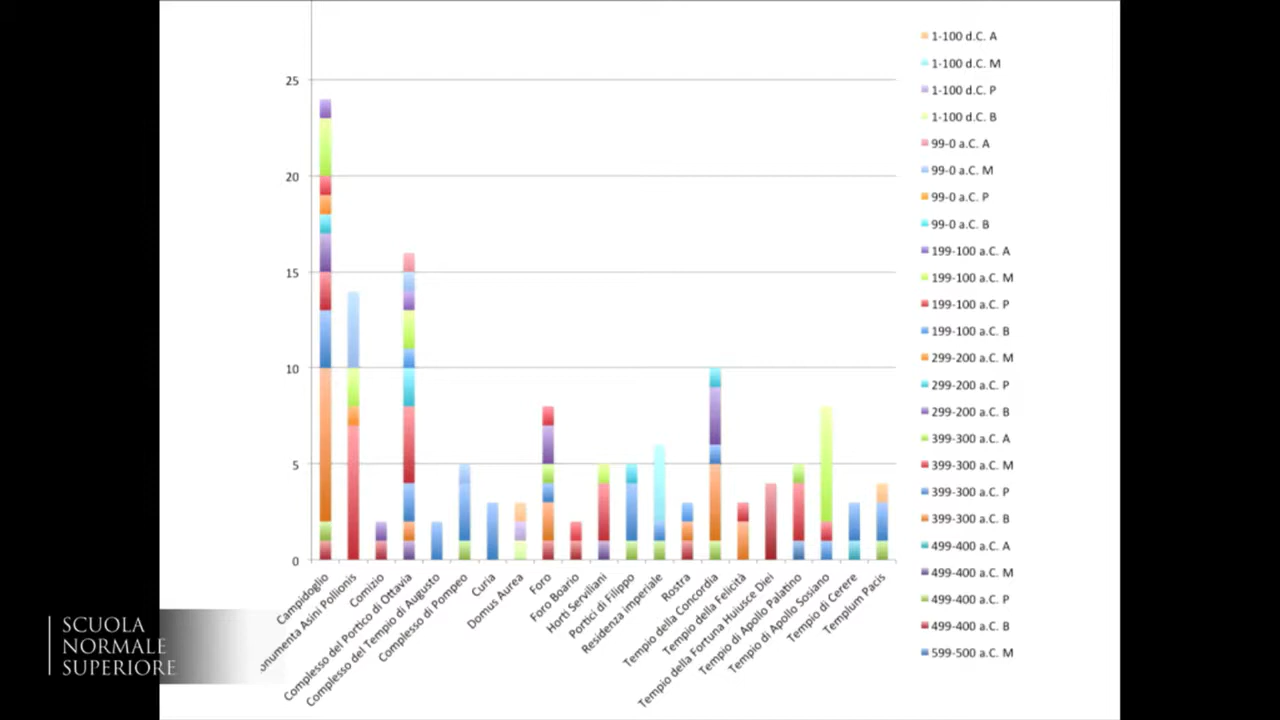 25
20
15
10
5
0
Campidoglio
Asini Pollionis
Comizio
Complesso del Portico di Ottavia
Complesso del Tempio di Augusto
Complesso di Pompeo
Curia
Domus Aurea
Foro
Foro Boario
Horti Serviliani
Portici di Filippo
Residenza imperiale
Rostra
Tempio della Concordia
Tempio della Felicità
Tempio della Fortuna Huiusce Diei
Tempio di Apollo Palatino
Tempio di Apollo Sosiano
Tempio di Cerere
Templum Pacis
1-100 d.C. A
1-100 d.C. M
1-100 d.C. P
1-100 d.C. B
99-0 a.C. A
99-0 a.C. M
99-0 a.C. P
99-0 a.C. B
199-100 a.C. A
199-100 a.C. M
199-100 a.C. P
199-100 a.C. B
299-200 a.C. M
299-200 a.C. P
299-200 a.C. B
399-300 a.C. A
399-300 a.C. M
399-300 a.C. P
399-300 a.C. B
499-400 a.C. A
499-400 a.C. M
499-400 a.C. P
499-400 a.C. B
599-500 a.C. M
SCUOLA
NORMALE
SUPERIORE